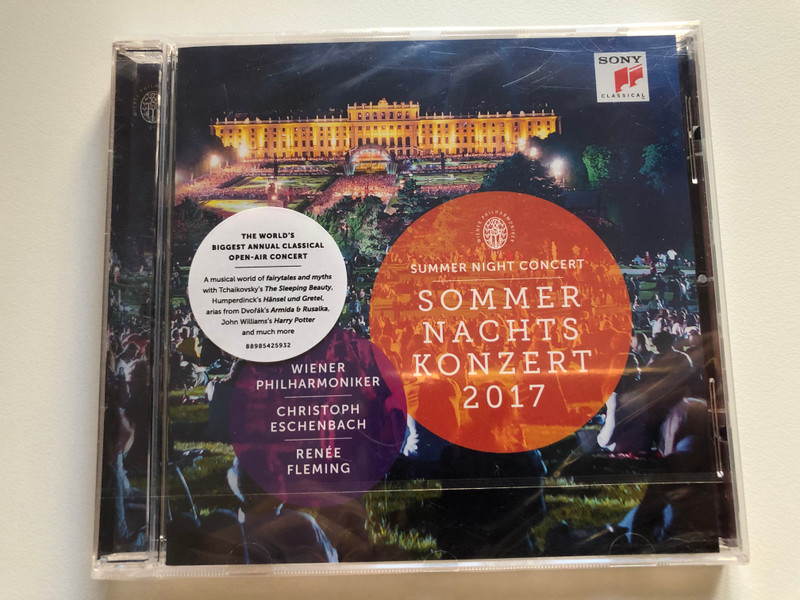 SONY
CLASSICAL
WIENER PHILHARMONIKER
SUMMER NIGHT CONCERT
SOMMER
NACHTS
KONZERT
2017
THE WORLD'S
BIGGEST ANNUAL CLASSICAL
OPEN-AIR CONCERT
A musical world of fairytales and myths
with Tchaikovsky's The Sleeping Beauty,
Humperdinck's Hänsel und Gretel,
arias from Dvořák's Armida & Rusalka,
John Williams's Harry Potter
and much more
88985425932
WIENER
PHILHARMONIKER
CHRISTOPH
ESCHENBACH
RENÉE
FLEMING